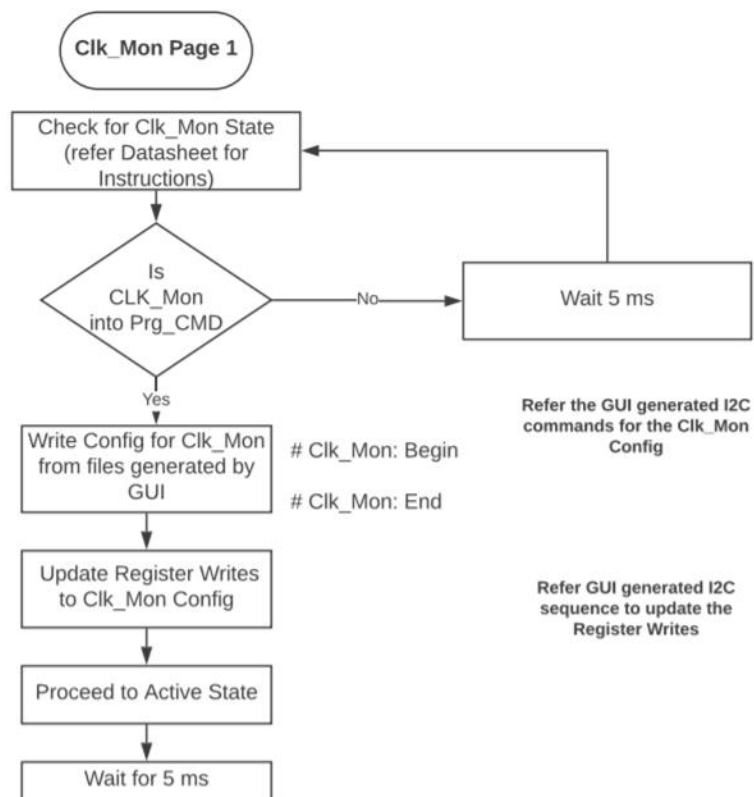 Clk_Mon Page 1
Check for Clk_Mon State
(refer Datasheet for
Instructions)
Is
CLK_Mon
into Prg_CMD
No
Wait 5 ms
Yes
Write Config for Clk_Mon
from files generated by
GUI
# Clk_Mon: Begin
# Clk_Mon: End
Refer the GUI generated I2C
commands for the Clk_Mon
Config
Update Register Writes
to Clk_Mon Config
Refer GUI generated I2C
sequence to update the
Register Writes
Proceed to Active State
Wait for 5 ms